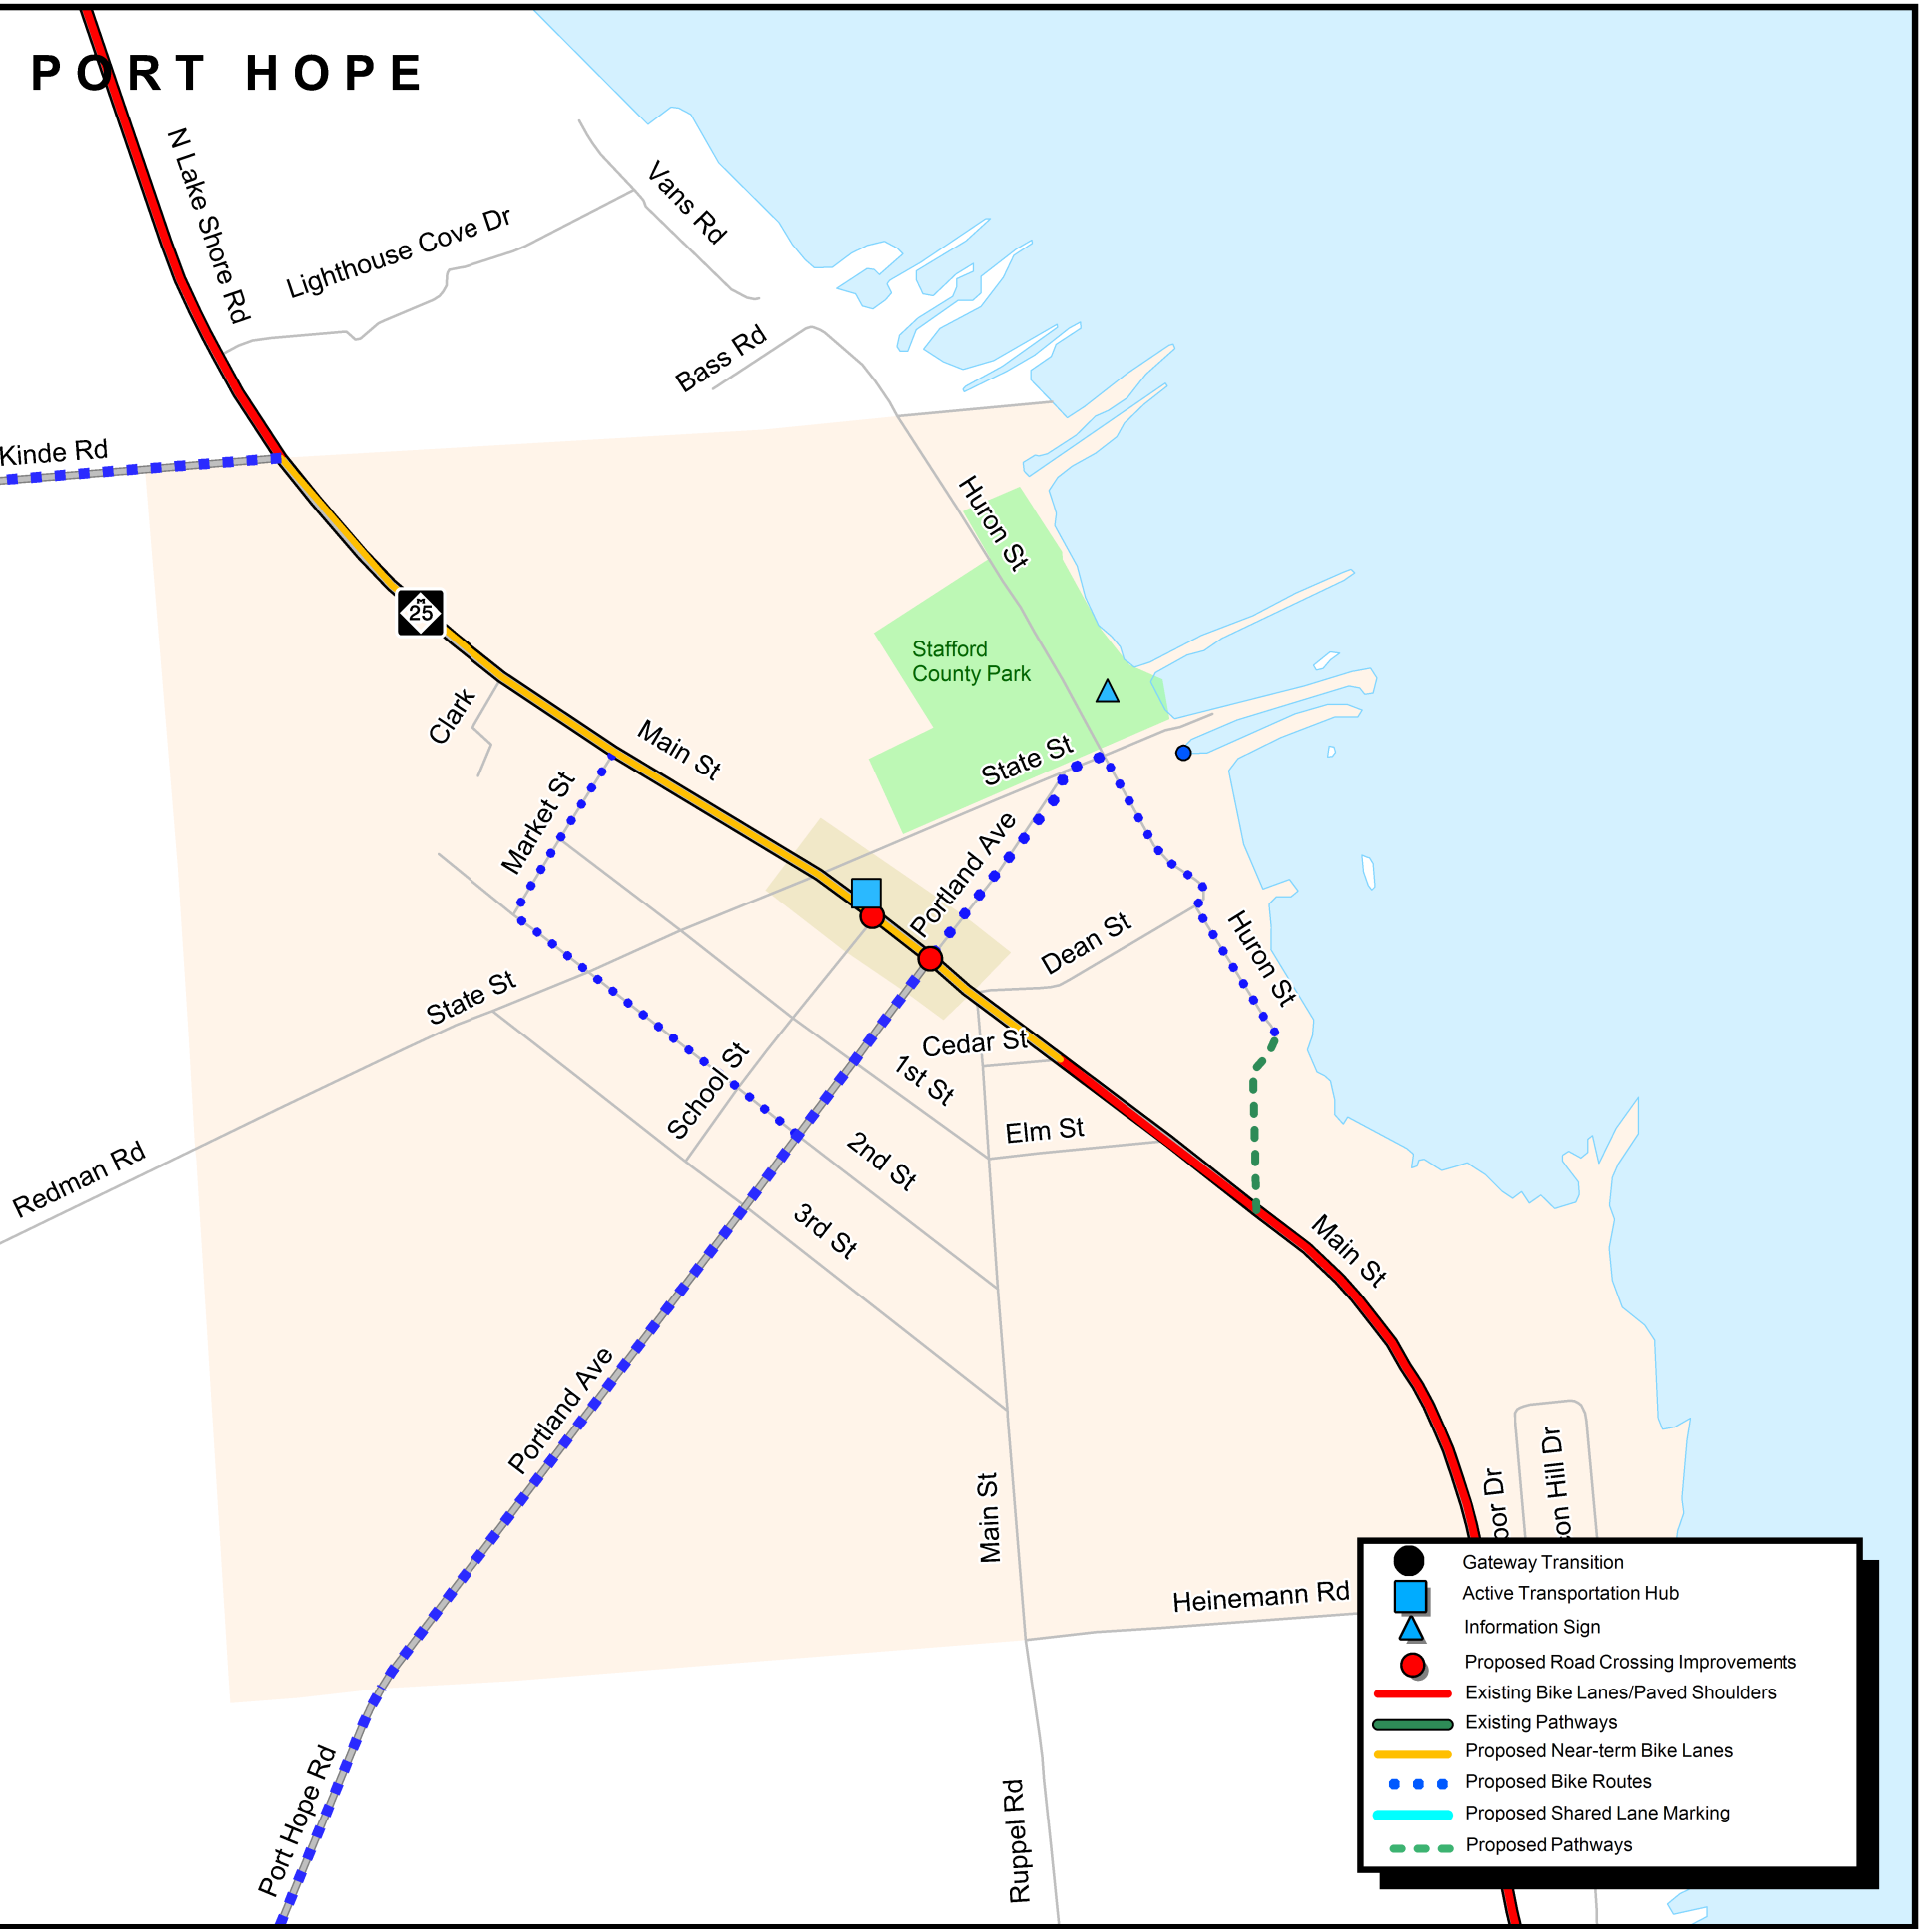 PORT HOPE
N Lake Shore Rd
Vans Rd
Lighthouse Cove Dr
Bass Rd
Kinde Rd
Huron St
M
25
Stafford
County Park
Clark
Main St
State St
Market St
Portland Ave
Dean St
Huron St
State St
Cedar St
1st St
School St
Elm St
2nd St
Redman Rd
3rd St
Main St
Portland Ave
Main St
Heinemann Rd
Port Hope Rd
Ruppel Rd
Hill Dr
Dr
Gateway Transition
Active Transportation Hub
Information Sign
Proposed Road Crossing Improvements
Existing Bike Lanes/Paved Shoulders
Existing Pathways
Proposed Near-term Bike Lanes
Proposed Bike Routes
Proposed Shared Lane Marking
Proposed Pathways